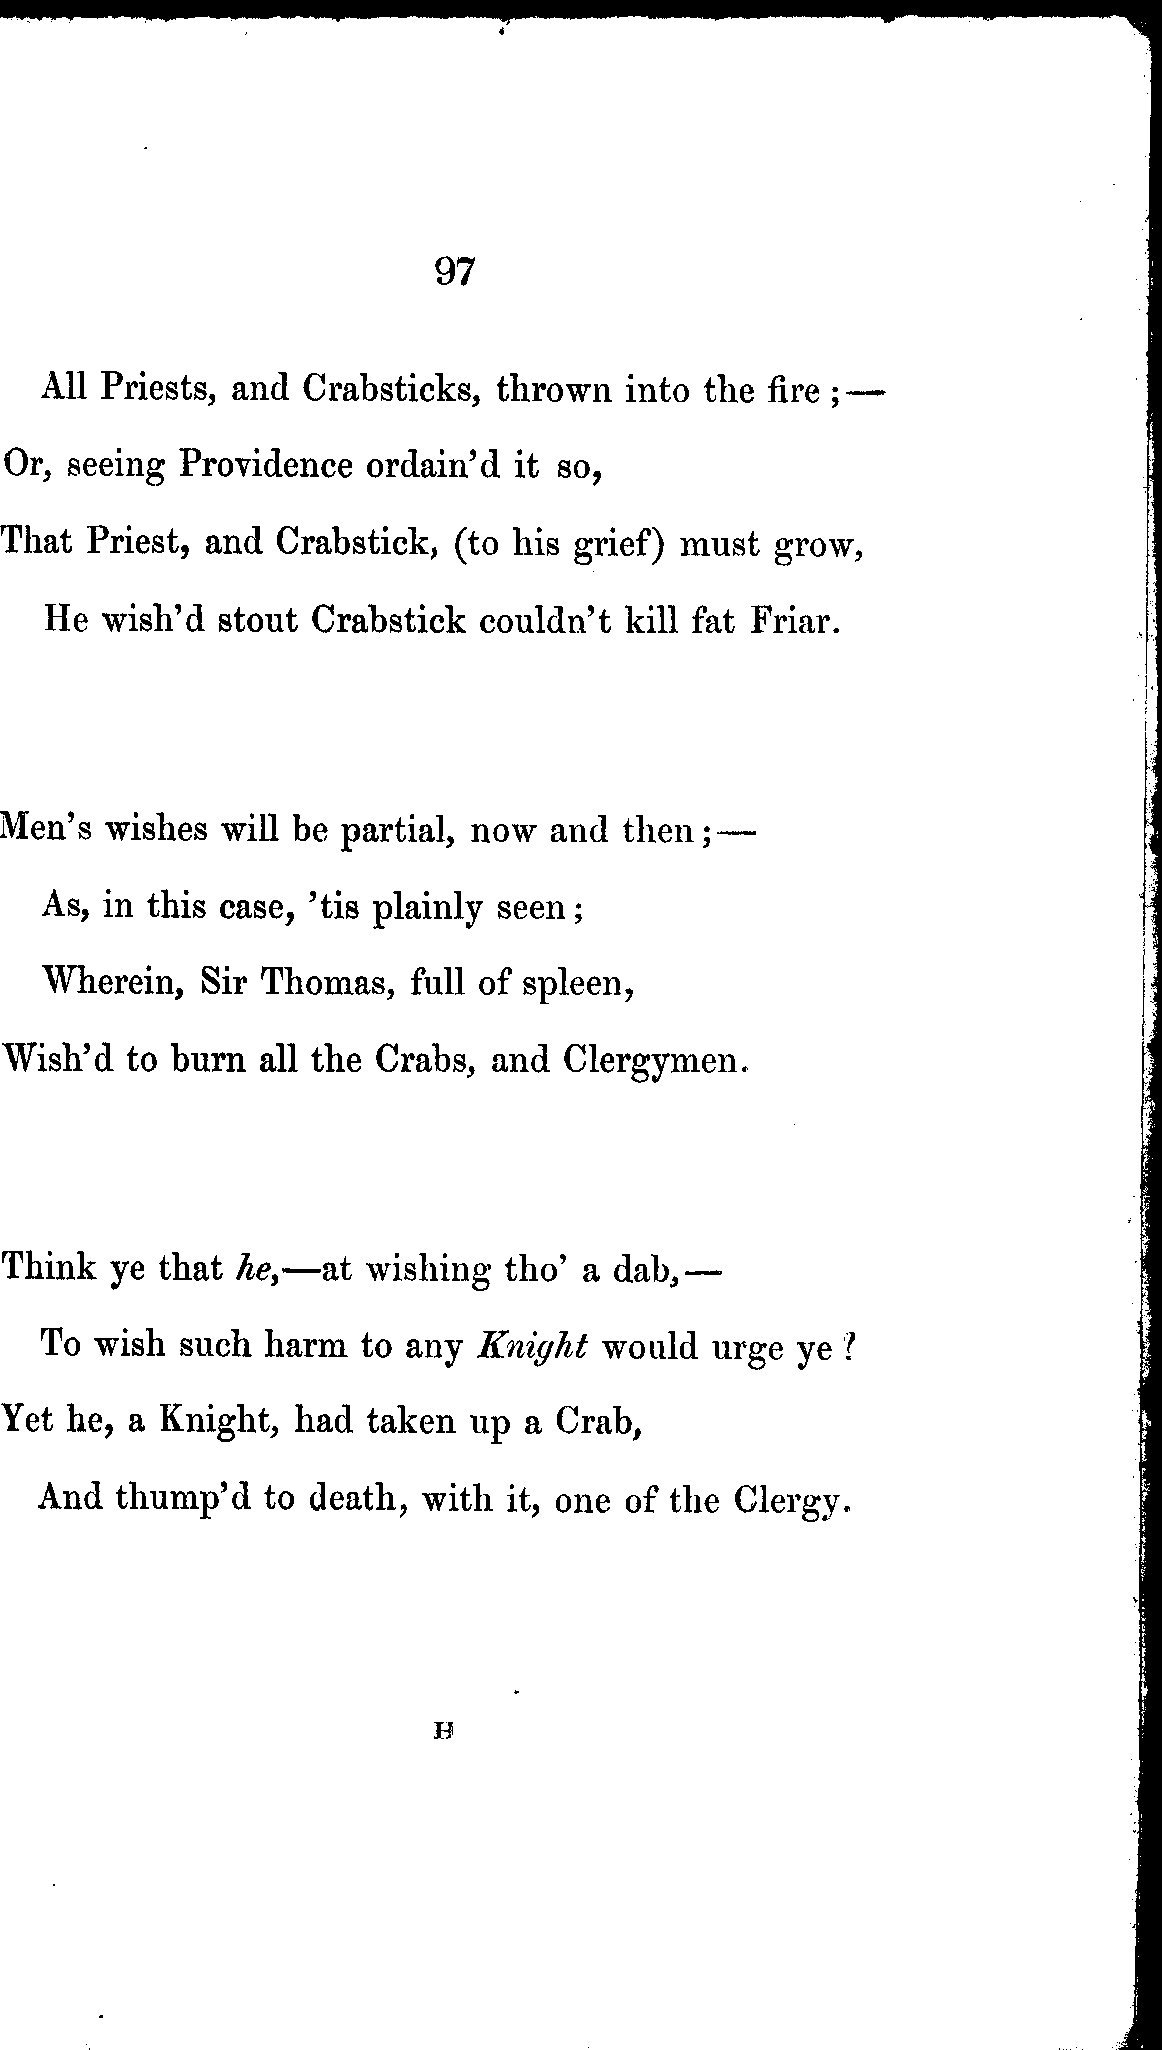 97
All Priests, and Crabsticks, thrown into the fire ;—
Or, seeing Providence ordain'd it so,
That Priest, and Crabstick, (to his grief) must grow,
He wish'd stout Crabstick couldn't kill fat Friar.
Men's wishes will be partial, now and then ;—
As, in this case, 'tis plainly seen ;
Wherein, Sir Thomas, full of spleen,
Wish'd to burn all the Crabs, and Clergymen.
Think ye that he,—at wishing tho' a dab,—
To wish such harm to any Knight would urge ye ?
Yet he, a Knight, had taken up a Crab,
And thump'd to death, with it, one of the Clergy.
H